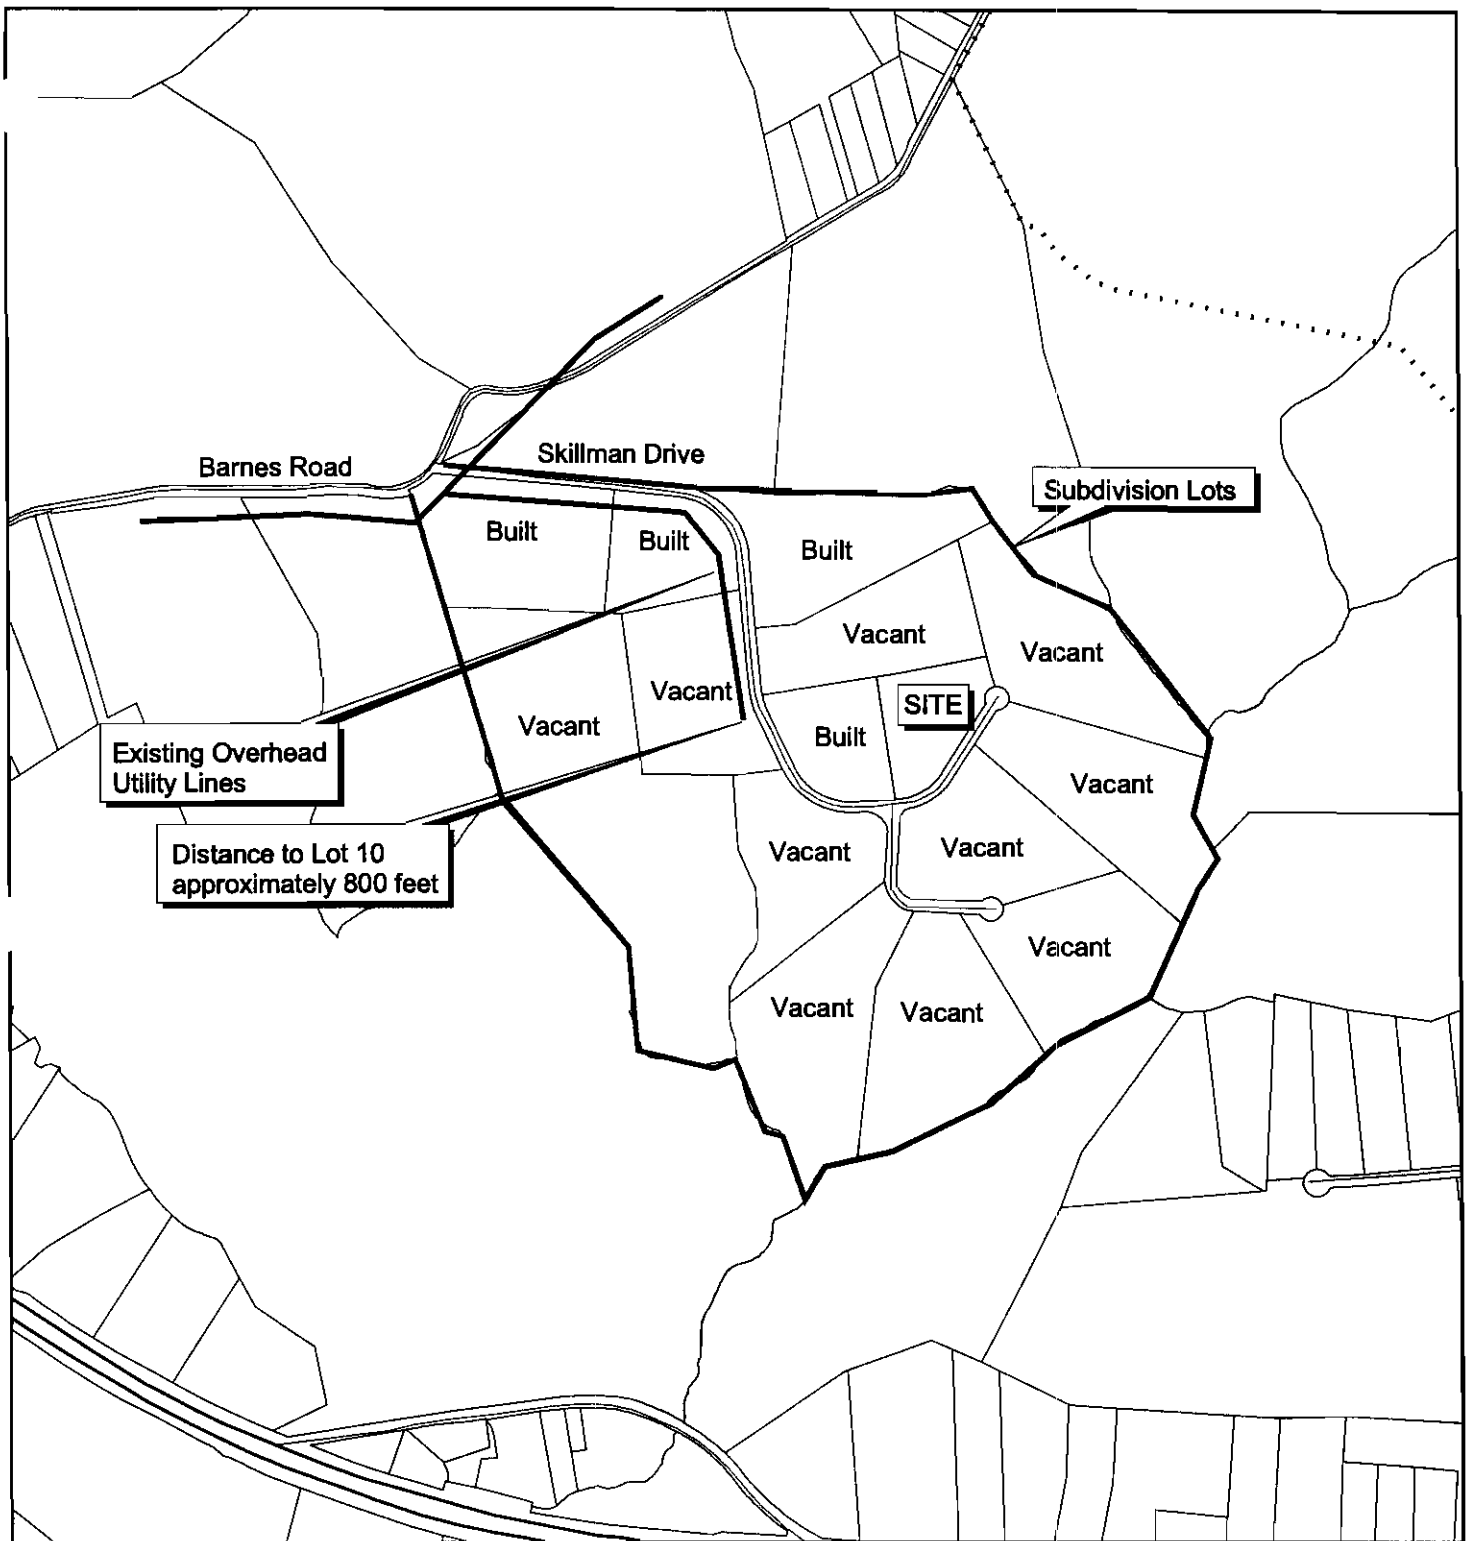 Barnes Road
Skillman Drive
Subdivision Lots
Built
Built
Built
Vacant
Vacant
Vacant
Vacant
SITE
Built
Existing Overhead
Utility Lines
Vacant
Distance to Lot 10
approximately 800 feet
Vacant
Vacant
Vacant
Vacant
Vacant